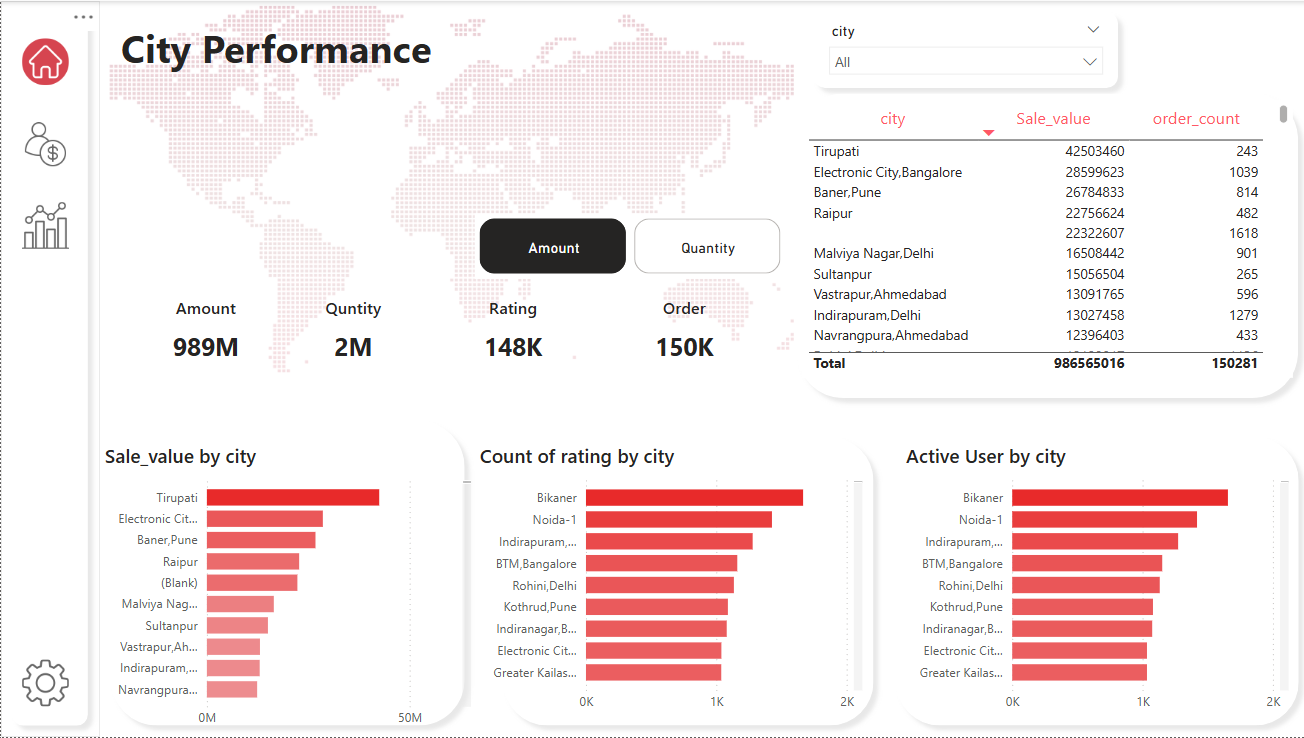 City Performance
city
All
Amount
Quantity
Amount Quntity Rating Order
989M 2M 148K 150K
city Sale_value order_count
Tirupati 42503460 243
Electronic City,Bangalore 28599623 1039
Baner,Pune 26784833 814
Raipur 22756624 482
22322607 1618
Malviya Nagar,Delhi 16508442 901
Sultanpur 15056504 265
Vastrapur,Ahmedabad 13091765 596
Indirapuram,Delhi 13027458 1279
Navrangpura,Ahmedabad 12396403 433
Total 986565016 150281
Sale_value by city
Tirupati
Electronic Cit...
Baner,Pune
Raipur
(Blank)
Malviya Nag...
Sultanpur
Vastrapur,Ah...
Indirapuram,...
Navrangpura...
0M 50M
Count of rating by city
Bikaner
Noida-1
Indirapuram,...
BTM,Bangalore
Rohini,Delhi
Kothrud,Pune
Indiranagar,B...
Electronic Cit...
Greater Kailas...
0K 1K 2K
Active User by city
Bikaner
Noida-1
Indirapuram,...
BTM,Bangalore
Rohini,Delhi
Kothrud,Pune
Indiranagar,B...
Electronic Cit...
Greater Kailas...
0K 1K 2K